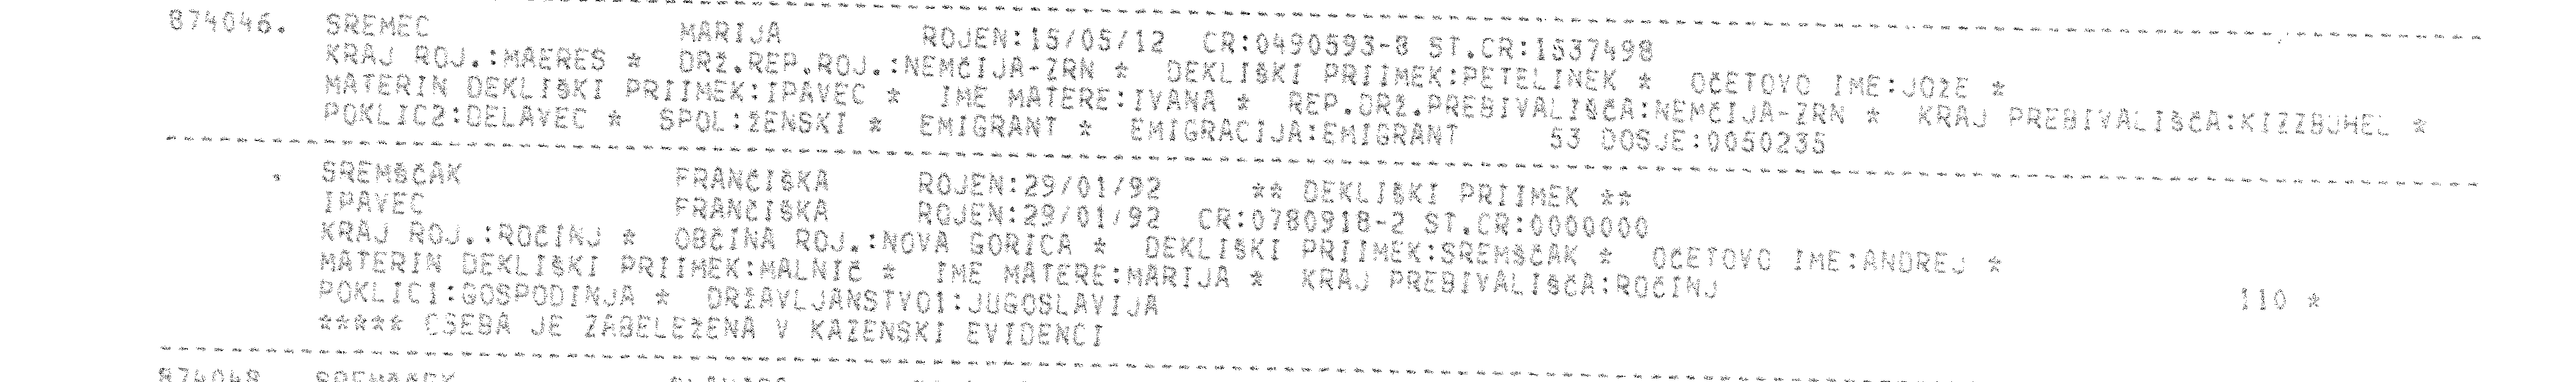 874046. SREMEC MARIJA ROJEN:15/05/12 CR:0490593-8 ST.CR:1537498
KRAJ ROJ.:MAERES * DRŽ.REP.ROJ.:NEMČIJA-ZRN * DEKLIŠKI PRIIMEK:PETELINEK * OČETOVO IME:JOŽE *
MATERIN DEKLIŠKI PRIIMEK:IPAVEC * IME MATERE:IVANA * REP.DRŽ.PREBIVALIŠČA:NEMČIJA-ZRN * KRAJ PREBIVALIŠČA:KIZZBUHEL *
POKLIC2:DELAVEC * SPOL:ŽENSKI * EMIGRANT * EMIGRACIJA:EMIGRANT 53 DOSJE:0050235
. SREMŠČAK FRANČIŠKA ROJEN:29/01/92 ** DEKLIŠKI PRIIMEK **
IPAVEC FRANČIŠKA ROJEN:29/01/92 CR:0780918-2 ST.CR:0000000
KRAJ ROJ.:ROČINJ * OBČINA ROJ.:NOVA GORICA * DEKLIŠKI PRIIMEK:SREMŠČAK * OČETOVO IME:ANDREJ *
MATERIN DEKLIŠKI PRIIMEK:MALNIČ * IME MATERE:MARIJA * KRAJ PREBIVALIŠČA:ROČINJ
POKLIC1:GOSPODINJA * DRŽAVLJANSTVO1:JUGOSLAVIJA 110 *
***** OSEBA JE ZABELEŽENA V KAZENSKI EVIDENCI
874048